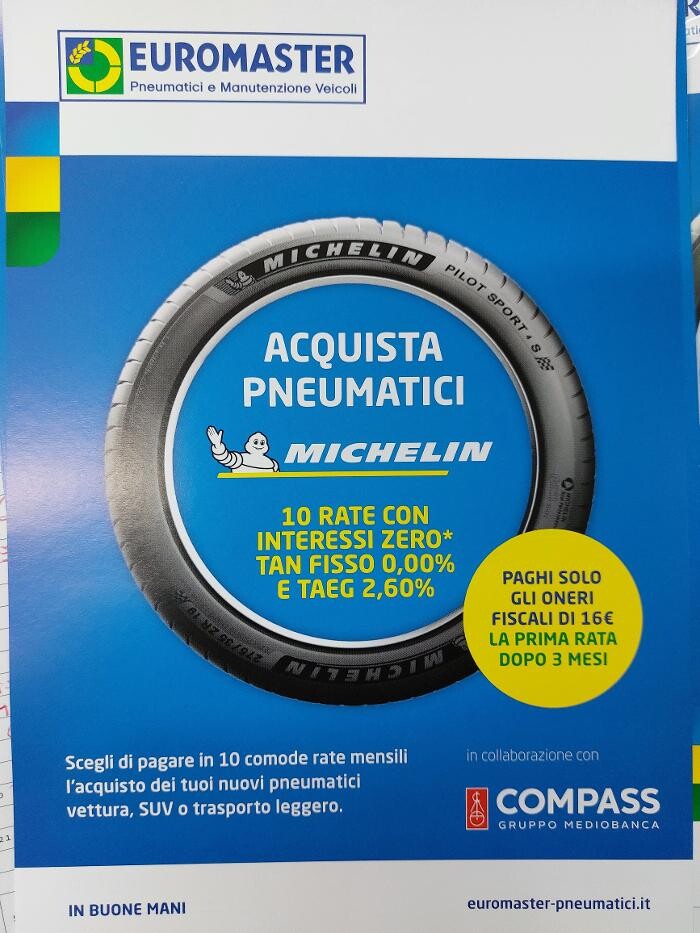 EUROMASTER
Pneumatici e Manutenzione Veicoli
MICHELIN
PILOT SPORT 4 S
ACQUISTA
PNEUMATICI
MICHELIN
10 RATE CON
INTERESSI ZERO*
TAN FISSO 0,00%
E TAEG 2,60%
PAGHI SOLO
GLI ONERI
FISCALI DI 16€
LA PRIMA RATA
DOPO 3 MESI
MICHELIN
MICHELIN
Scegli di pagare in 10 comode rate mensili
l'acquisto dei tuoi nuovi pneumatici
vettura, SUV o trasporto leggero.
in collaborazione con
COMPASS
GRUPPO MEDIOBANCA
IN BUONE MANI
euromaster-pneumatici.it